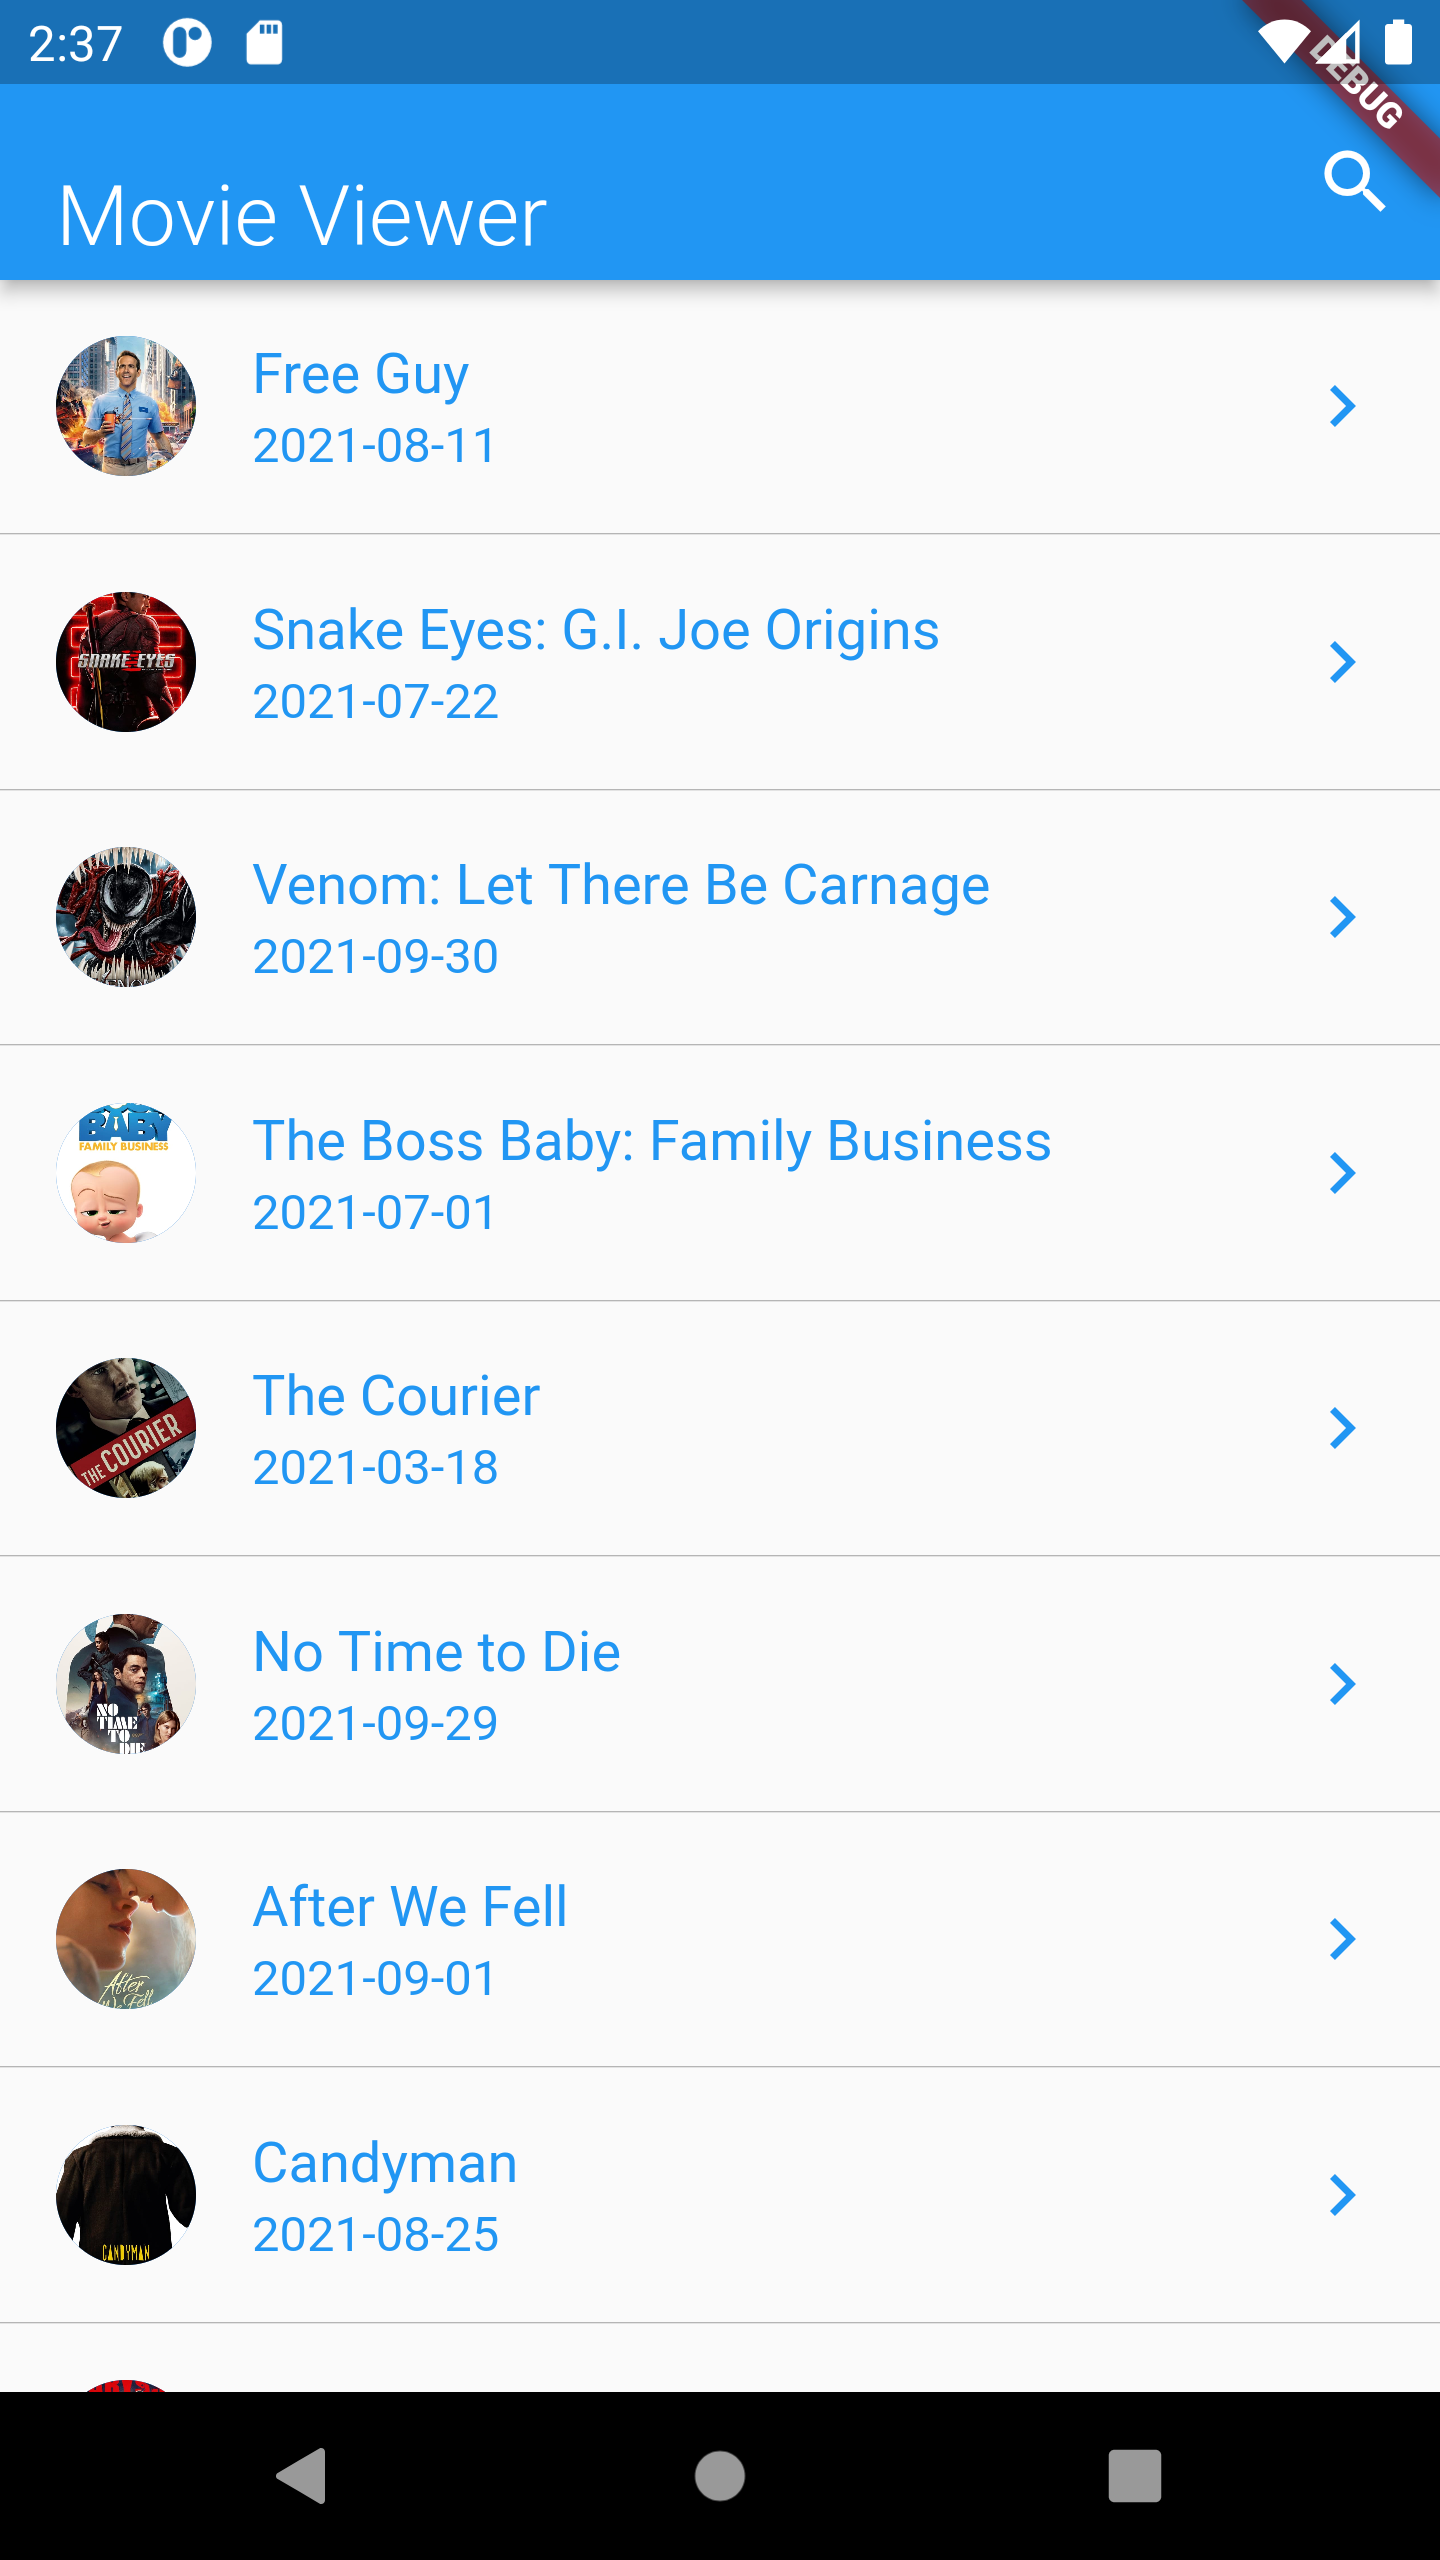 2:37
DEBUG
Movie Viewer
Free Guy
2021-08-11
SNAKE EYES
Snake Eyes: G.I. Joe Origins
2021-07-22
Venom: Let There Be Carnage
2021-09-30
BABY
FAMILY BUSINESS
The Boss Baby: Family Business
2021-07-01
THE COURIER
The Courier
2021-03-18
NO
TIME
TO
DIE
No Time to Die
2021-09-29
After
We Fell
After We Fell
2021-09-01
CANDYMAN
Candyman
2021-08-25